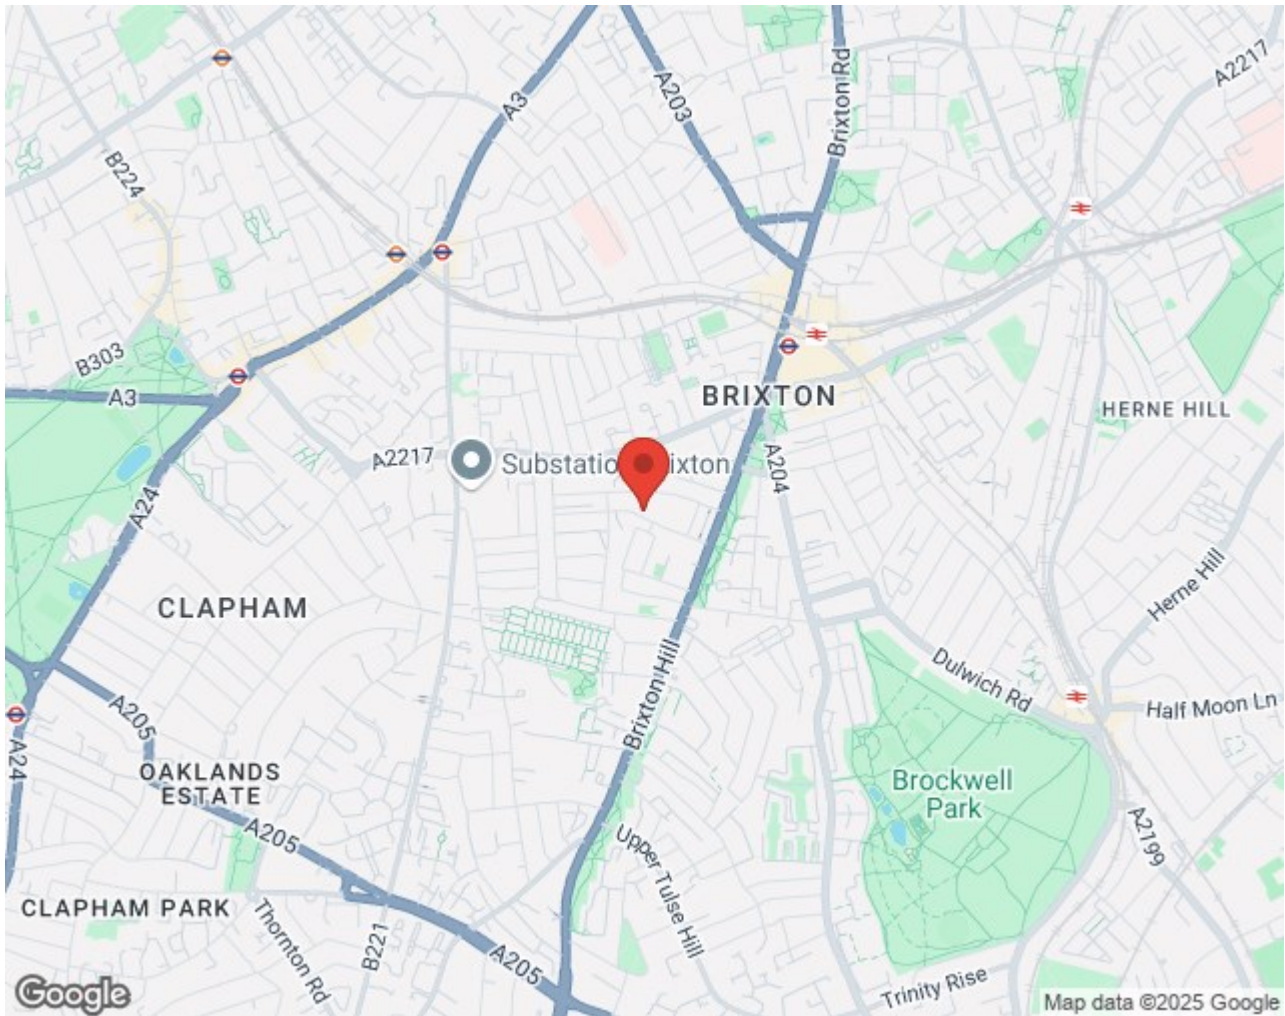 A2217
A203
A3
Brixton Rd
B224
B303
A3
BRIXTON
HERNE HILL
A2217
Substatio
ixton
A204
A24
Herne Hill
CLAPHAM
Dulwich Rd
Brixton Hill
Half Moon Ln
A205
A24
OAKLANDS
ESTATE
Brockwell
Park
A205
Upper Tulse Hill
A2199
CLAPHAM PARK
Thornton Rd
B221
A205
Trinity Rise
Google
Map data ©2025 Google